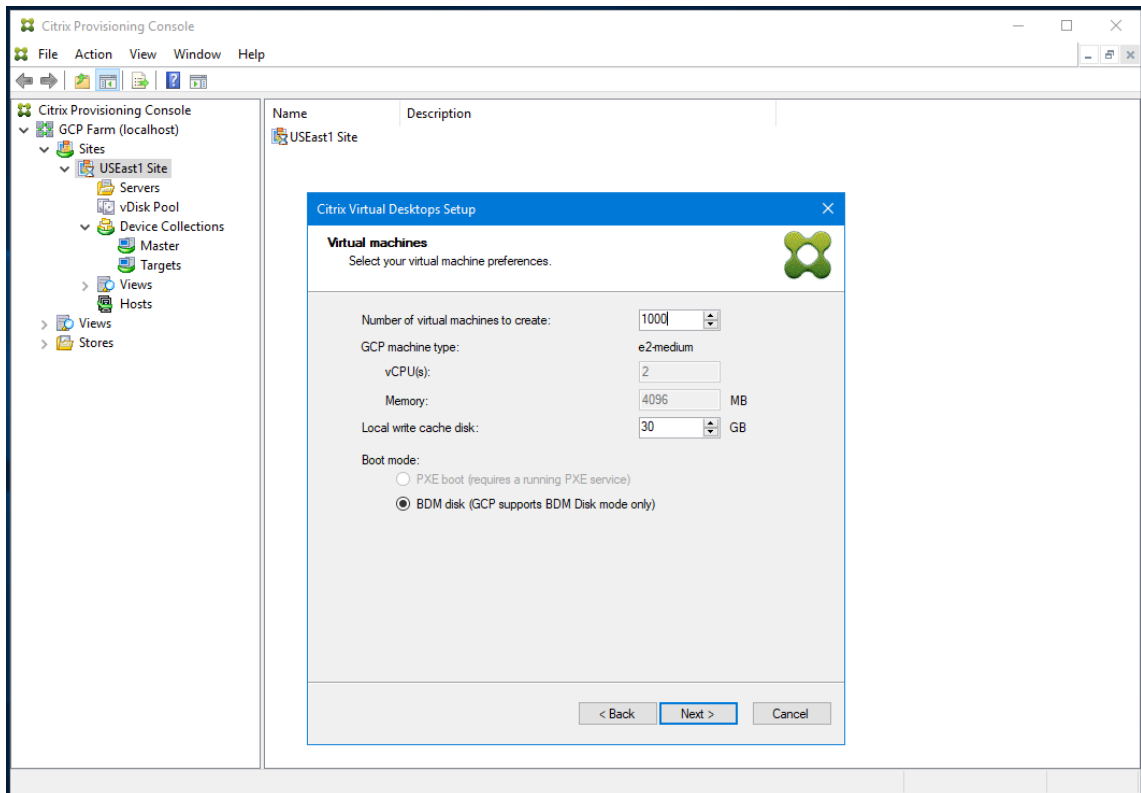 Citrix Provisioning Console
File Action View Window Help
Citrix Provisioning Console
GCP Farm (localhost)
Sites
USEast1 Site
Servers
vDisk Pool
Device Collections
Master
Targets
Views
Hosts
Views
Stores
Name Description
USEast1 Site
Citrix Virtual Desktops Setup
Virtual machines
Select your virtual machine preferences.
Number of virtual machines to create: 1000
GCP machine type: e2-medium
vCPU(s): 2
Memory: 4096 MB
Local write cache disk: 30 GB
Boot mode:
PXE boot (requires a running PXE service)
BDM disk (GCP supports BDM Disk mode only)
< Back Next > Cancel